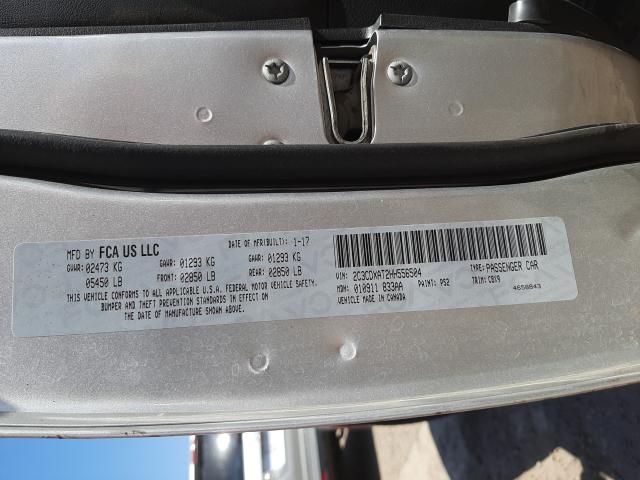 MFD BY FCA US LLC DATE OF MFR(BUILT): 1-17
GVWR: 02473 KG GAWR: 01293 KG GAWR: 01293 KG
05450 LB FRONT: 02850 LB REAR: 02850 LB
THIS VEHICLE CONFORMS TO ALL APPLICABLE U.S.A. FEDERAL MOTOR VEHICLE SAFETY,
BUMPER AND THEFT PREVENTION STANDARDS IN EFFECT ON
THE DATE OF MANUFACTURE SHOWN ABOVE.
VIN: 2C3CDXAT2HH556504 TYPE: PASSENGER CAR
MDH: 010911 833AA PAINT: PS2 TRIM: C8X9
VEHICLE MADE IN CANADA 4658843